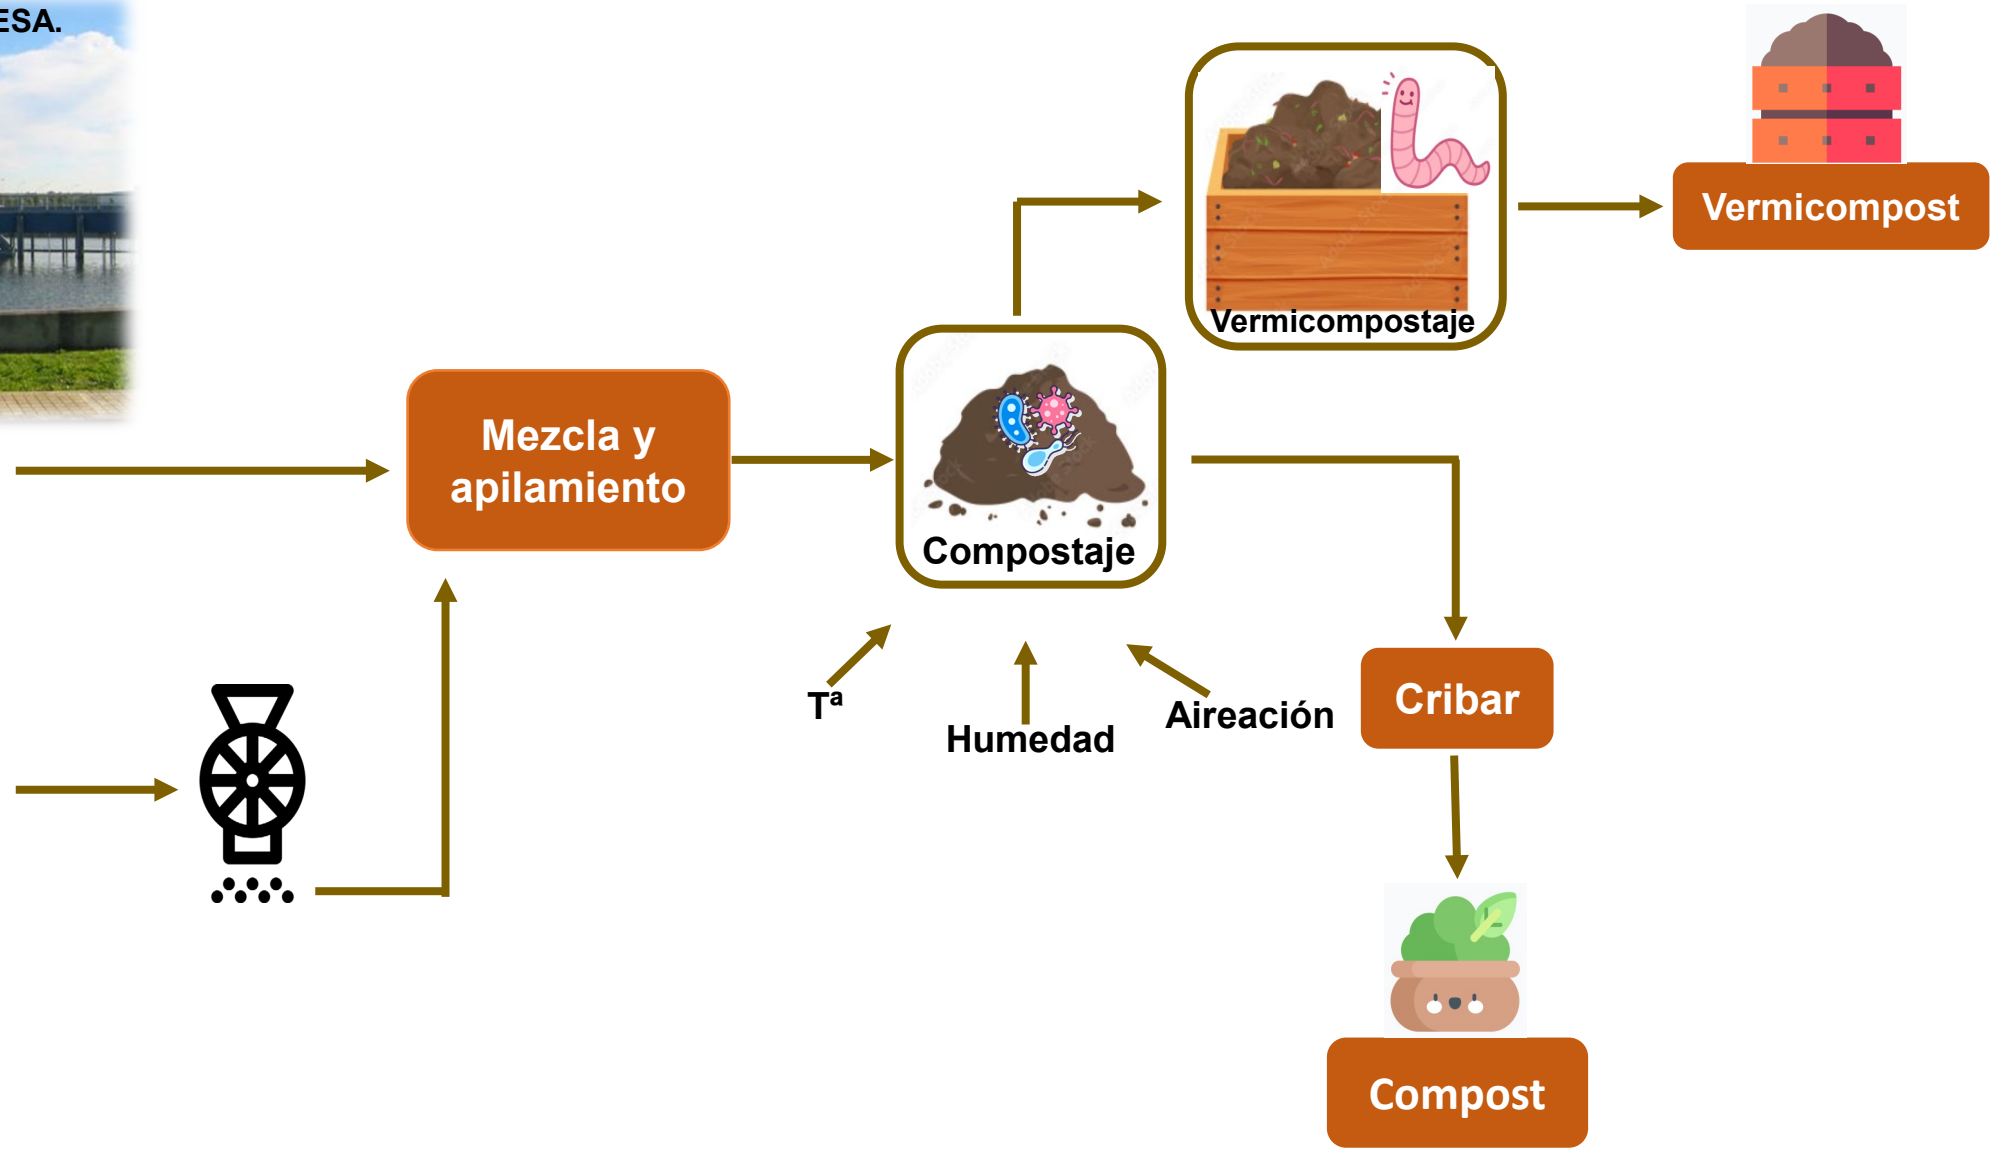 ESA.
Vermicompost
Vermicompostaje
Mezcla y
apilamiento
Compostaje
Tª
Humedad
Aireación
Cribar
Compost